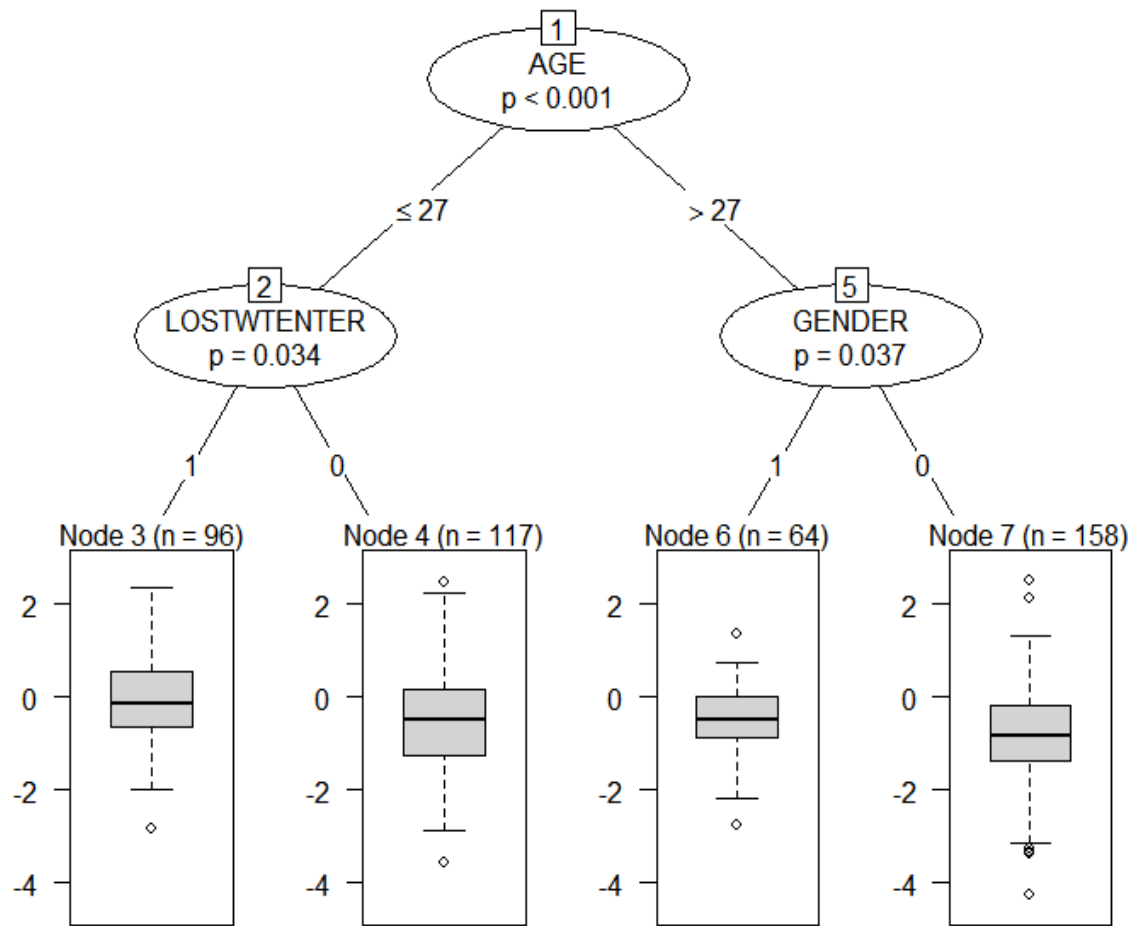 1
AGE
p < 0.001
≤ 27
> 27
2
LOSTWTENTER
p = 0.034
5
GENDER
p = 0.037
1
0
1
0
Node 3 (n = 96)
Node 4 (n = 117)
Node 6 (n = 64)
Node 7 (n = 158)
2
0
-2
-4
2
0
-2
-4
2
0
-2
-4
2
0
-2
-4